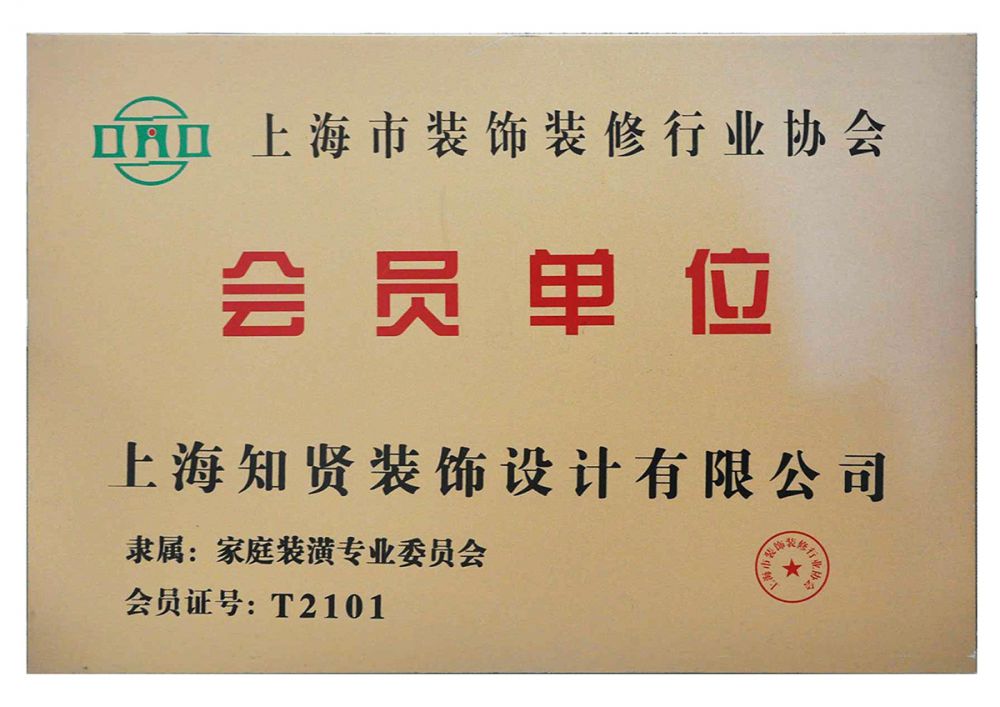 上海市装饰装修行业协会
会员单位
上海知贤装饰设计有限公司
隶属：家庭装潢专业委员会
会员证号：T2101
上海市装饰装修行业协会